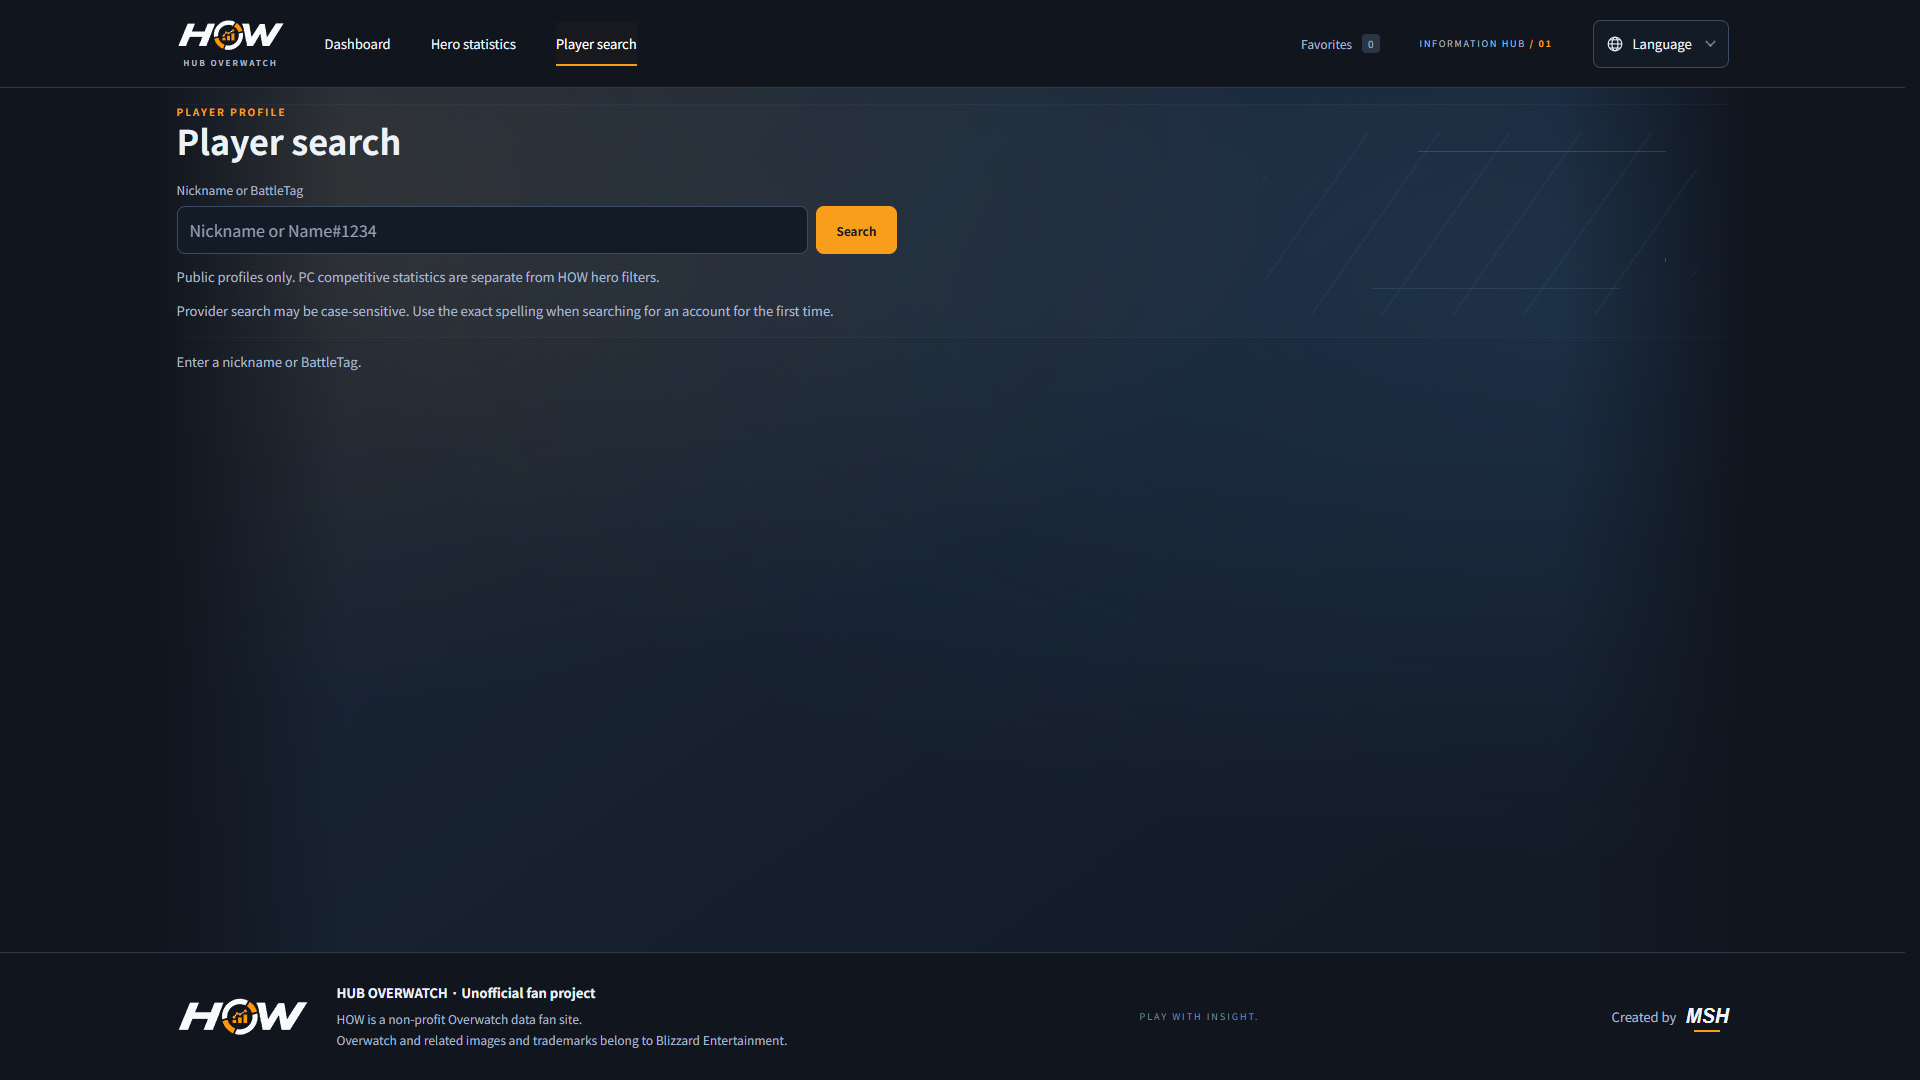 HOW
HUB OVERWATCH
Dashboard
Hero statistics
Player search
Favorites 0
INFORMATION HUB / 01
Language
PLAYER PROFILE
Player search
Nickname or BattleTag
Nickname or Name#1234
Search
Public profiles only. PC competitive statistics are separate from HOW hero filters.
Provider search may be case-sensitive. Use the exact spelling when searching for an account for the first time.
Enter a nickname or BattleTag.
HOW
HUB OVERWATCH · Unofficial fan project
HOW is a non-profit Overwatch data fan site.
Overwatch and related images and trademarks belong to Blizzard Entertainment.
PLAY WITH INSIGHT.
Created by MSH